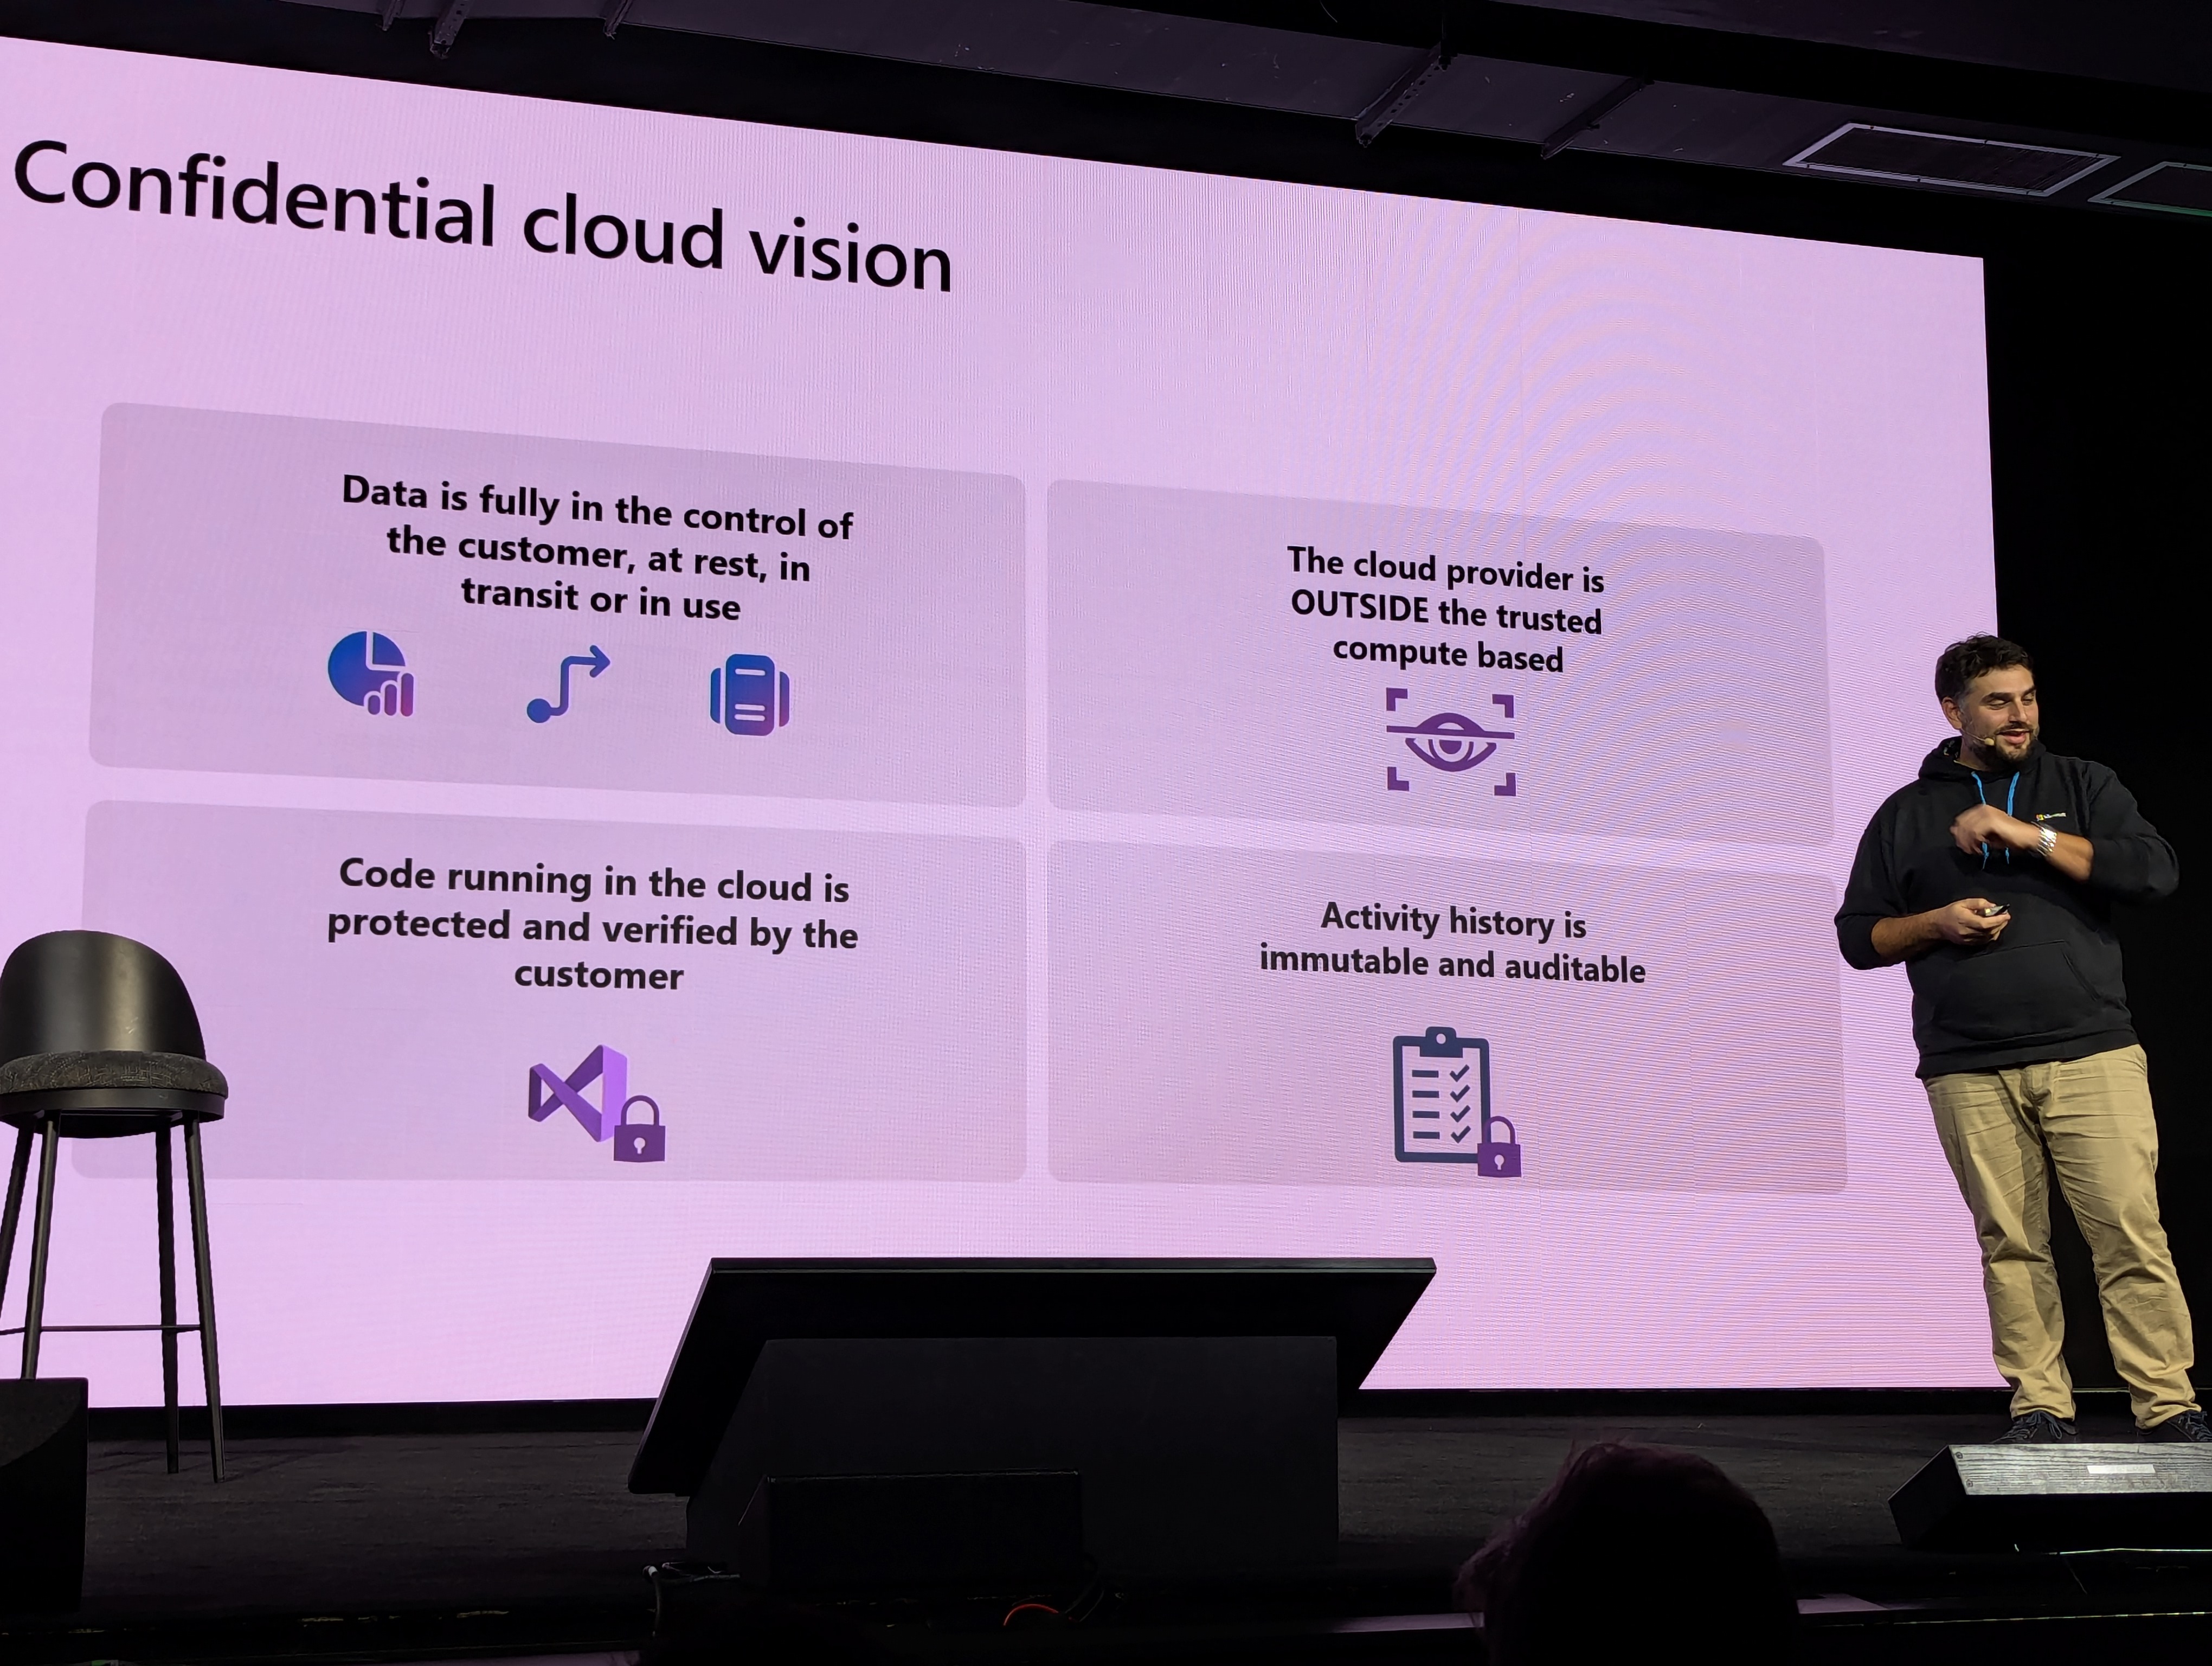 Confidential cloud vision
Data is fully in the control of
the customer, at rest, in
transit or in use
The cloud provider is
OUTSIDE the trusted
compute based
Code running in the cloud is
protected and verified by the
customer
Activity history is
immutable and auditable